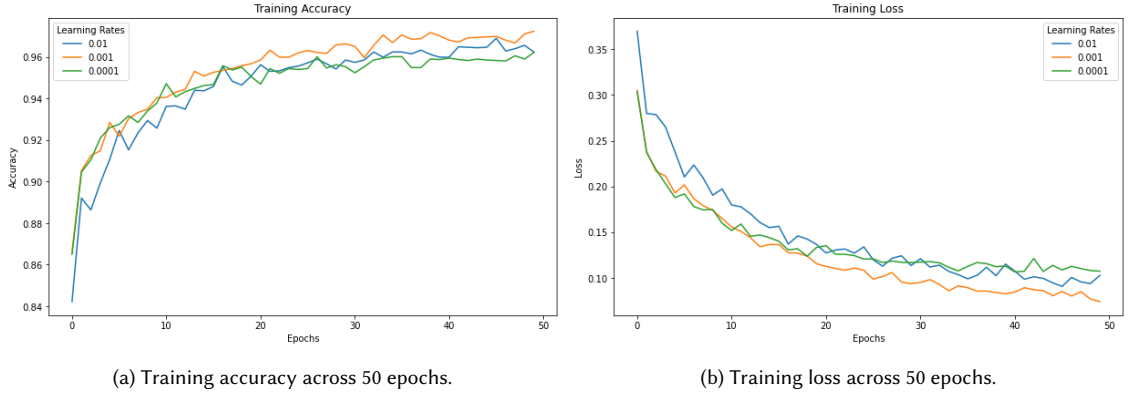 Training Accuracy
Learning Rates
0.01
0.001
0.0001
0.96
0.94
0.92
0.90
0.88
0.86
0.84
Accuracy
0 10 20 30 40 50
Epochs
(a) Training accuracy across 50 epochs.
Training Loss
Learning Rates
0.01
0.001
0.0001
0.35
0.30
0.25
0.20
0.15
0.10
Loss
0 10 20 30 40 50
Epochs
(b) Training loss across 50 epochs.